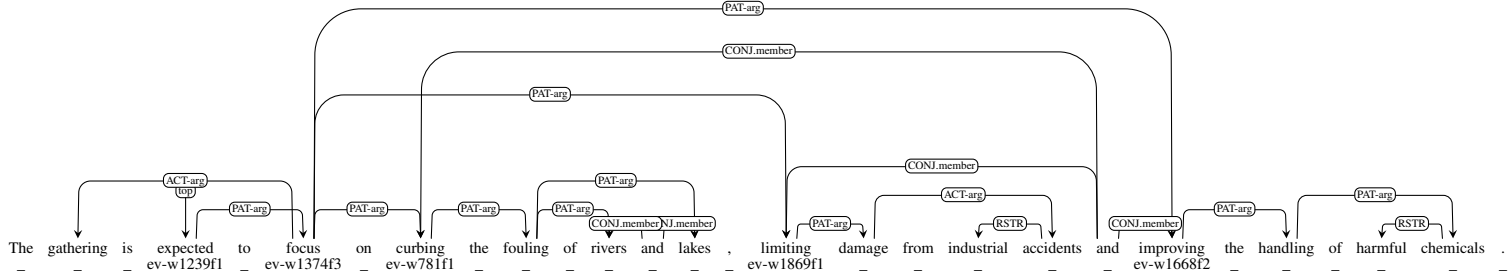 PAT-arg
CONJ.member
PAT-arg
CONJ.member
ACT-arg PAT-arg ACT-arg PAT-arg
top
PAT-arg PAT-arg PAT-arg PAT-arg RSTR PAT-arg RSTR
CONJ.member NJ.member PAT-arg CONJ.member
The gathering is expected to focus on curbing the fouling of rivers and lakes , limiting damage from industrial accidents and improving the handling of harmful chemicals .
_ _ _ ev-w1239f1 _ ev-w1374f3 _ ev-w781f1 _ _ _ _ _ _ _ ev-w1869f1 _ _ _ _ _ ev-w1668f2 _ _ _ _ _ _